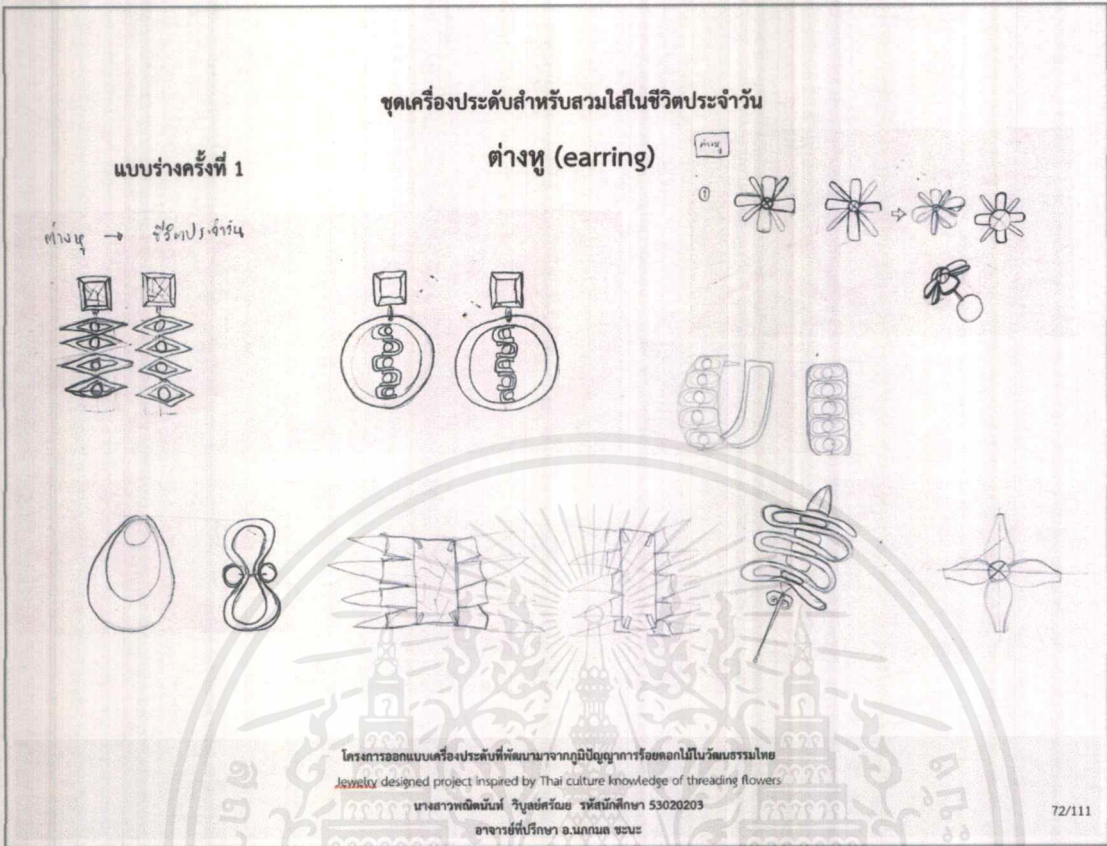 ชุดเครื่องประดับสำหรับสวมใส่ในชีวิตประจำวัน
แบบร่างครั้งที่ 1
ต่างหู (earring)
ต่างหู
①
ต่างหู → ชีวิตประจำวัน
โครงการออกแบบเครื่องประดับที่พัฒนามาจากภูมิปัญญาการร้อยดอกไม้ในวัฒนธรรมไทย
Jewelry designed project inspired by Thai culture knowledge of threading flowers
นางสาวพณิตนันท์ วิบูลย์ศรัณย รหัสนักศึกษา 53020203
อาจารย์ที่ปรึกษา อ.นภกมล ชะนะ
72/111